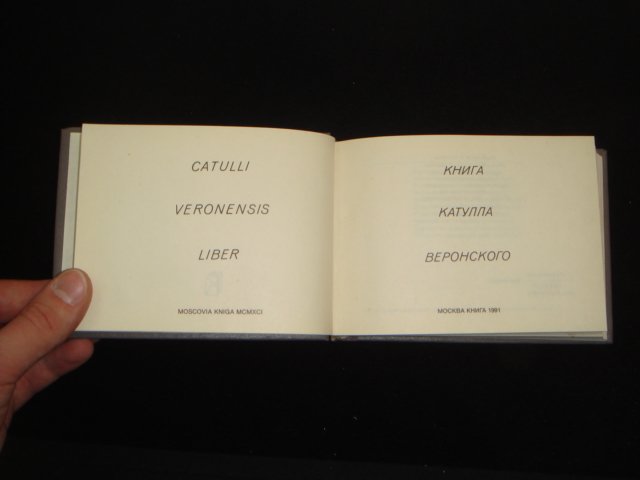 CATULLI
VERONENSIS
LIBER
MOSCOVIA KNIGA MCMXCI
КНИГА
КАТУЛЛА
ВЕРОНСКОГО
МОСКВА КНИГА 1991